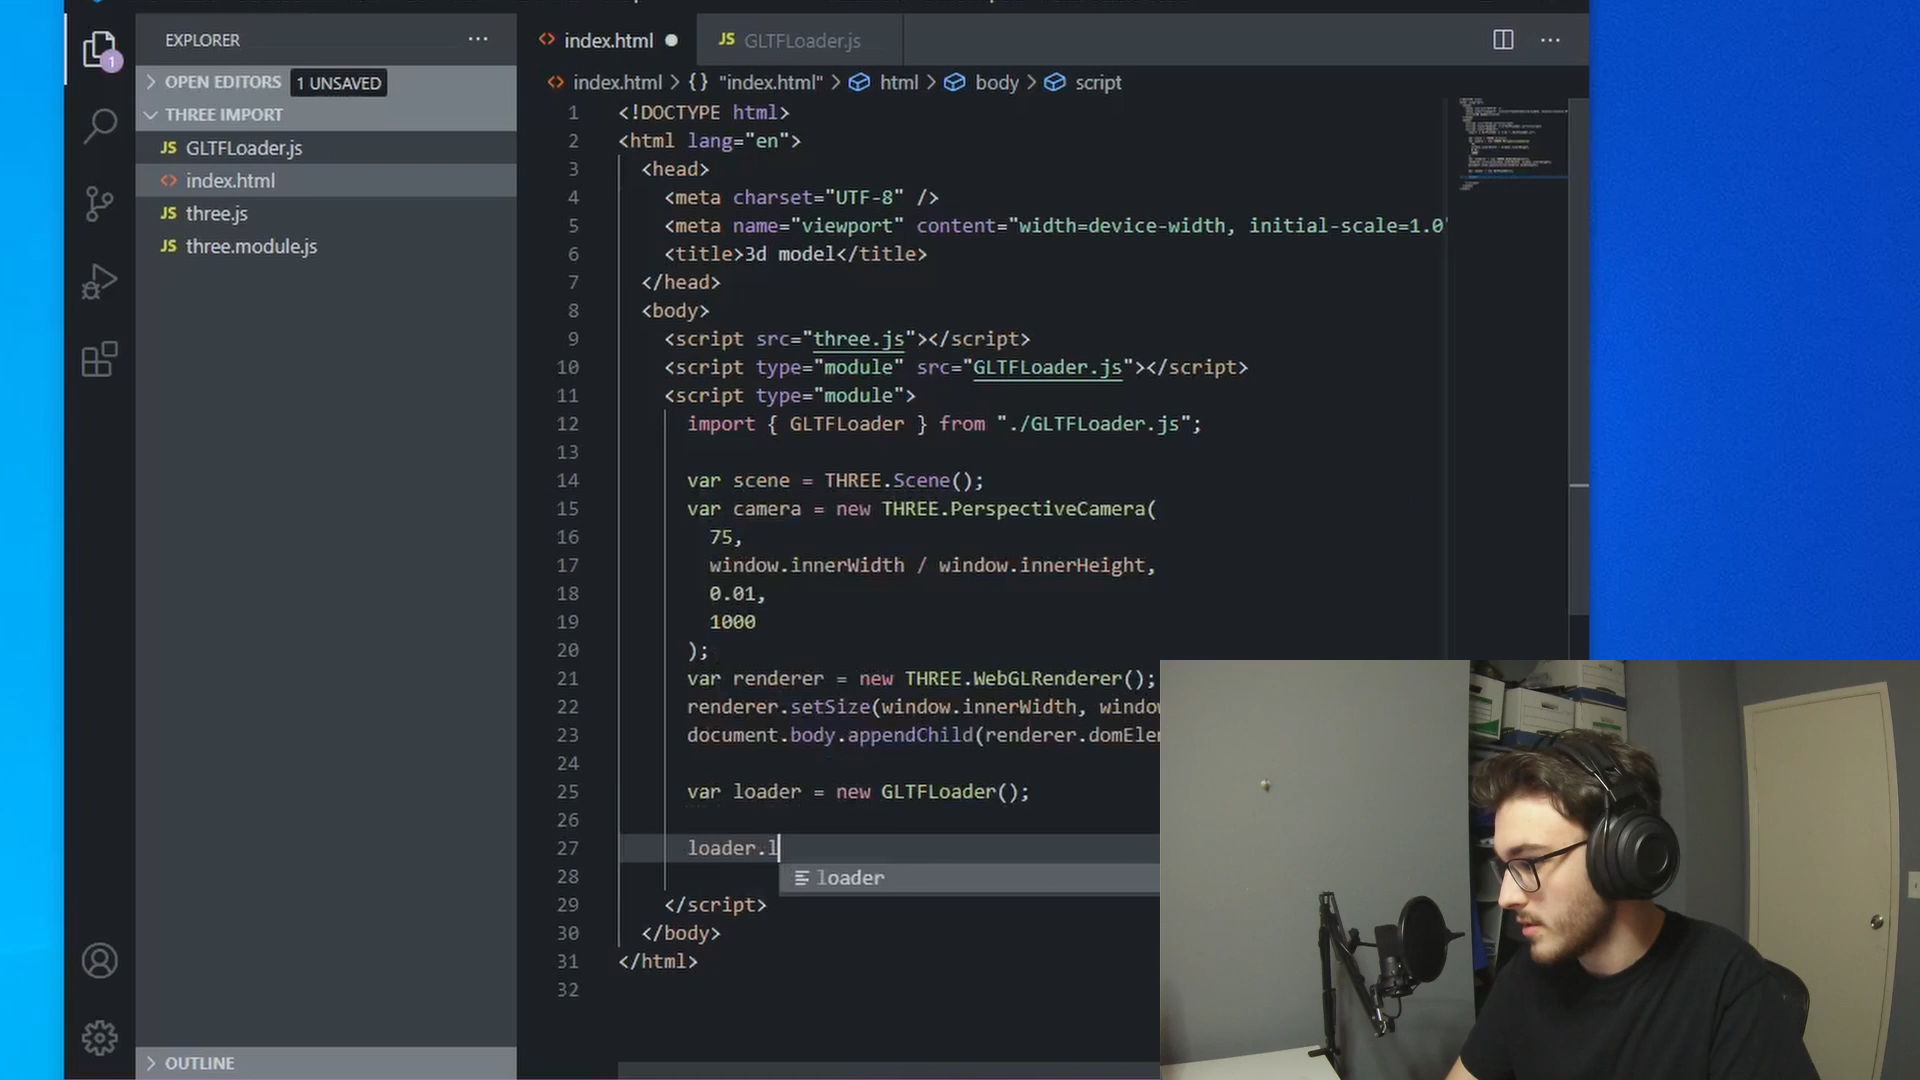 EXPLORER
OPEN EDITORS 1 UNSAVED
THREE IMPORT
JS GLTFLoader.js
<> index.html
JS three.js
JS three.module.js
OUTLINE
1
<> index.html
JS GLTFLoader.js
<> index.html > {} "index.html" > html > body > script
1 <!DOCTYPE html>
2 <html lang="en">
3 <head>
4 <meta charset="UTF-8" />
5 <meta name="viewport" content="width=device-width, initial-scale=1.0"
6 <title>3d model</title>
7 </head>
8 <body>
9 <script src="three.js"></script>
10 <script type="module" src="GLTFLoader.js"></script>
11 <script type="module">
12 import { GLTFLoader } from "./GLTFLoader.js";
13
14 var scene = THREE.Scene();
15 var camera = new THREE.PerspectiveCamera(
16 75,
17 window.innerWidth / window.innerHeight,
18 0.01,
19 1000
20 );
21 var renderer = new THREE.WebGLRenderer();
22 renderer.setSize(window.innerWidth, windo
23 document.body.appendChild(renderer.domEle
24
25 var loader = new GLTFLoader();
26
27 loader.l
loader
28
29 </script>
30 </body>
31 </html>
32